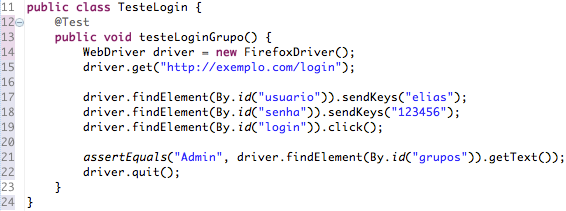 11 public class TesteLogin {
12     @Test
13     public void testeLoginGrupo() {
14         WebDriver driver = new FirefoxDriver();
15         driver.get("http://exemplo.com/login");
16
17         driver.findElement(By.id("usuario")).sendKeys("elias");
18         driver.findElement(By.id("senha")).sendKeys("123456");
19         driver.findElement(By.id("login")).click();
20
21         assertEquals("Admin", driver.findElement(By.id("grupos")).getText());
22         driver.quit();
23     }
24 }